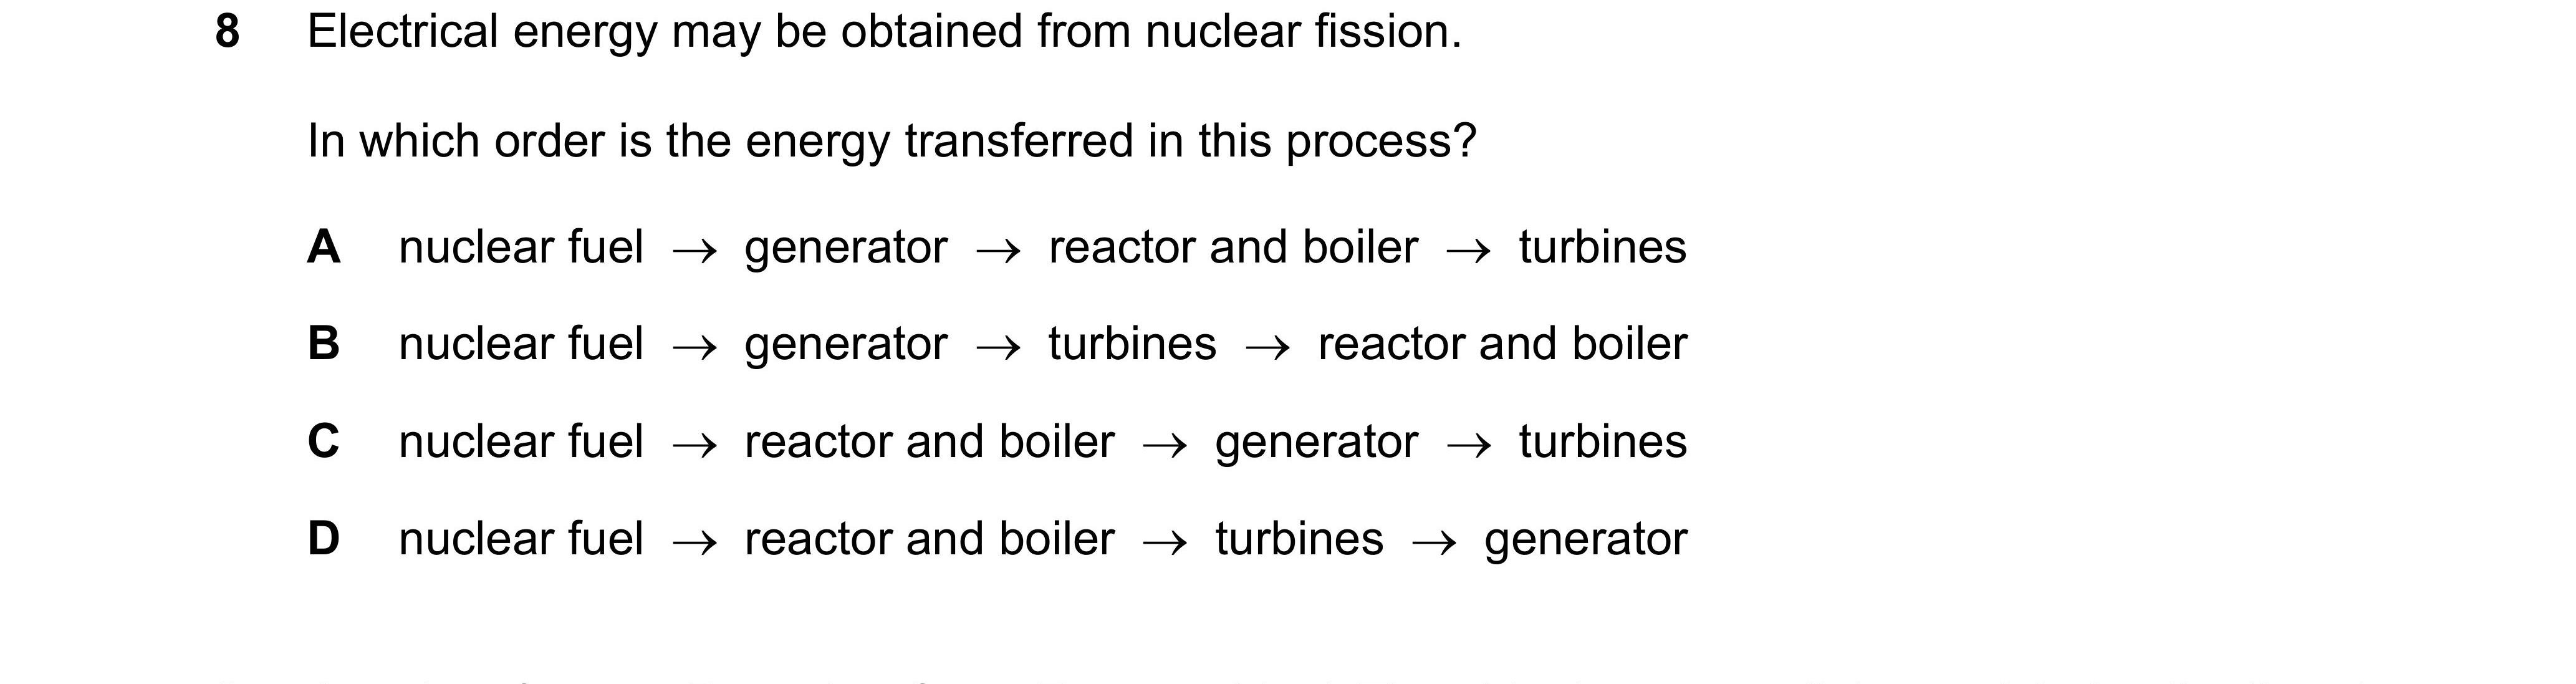 8 Electrical energy may be obtained from nuclear fission.
In which order is the energy transferred in this process?
A nuclear fuel → generator → reactor and boiler → turbines
B nuclear fuel → generator → turbines → reactor and boiler
C nuclear fuel → reactor and boiler → generator → turbines
D nuclear fuel → reactor and boiler → turbines → generator